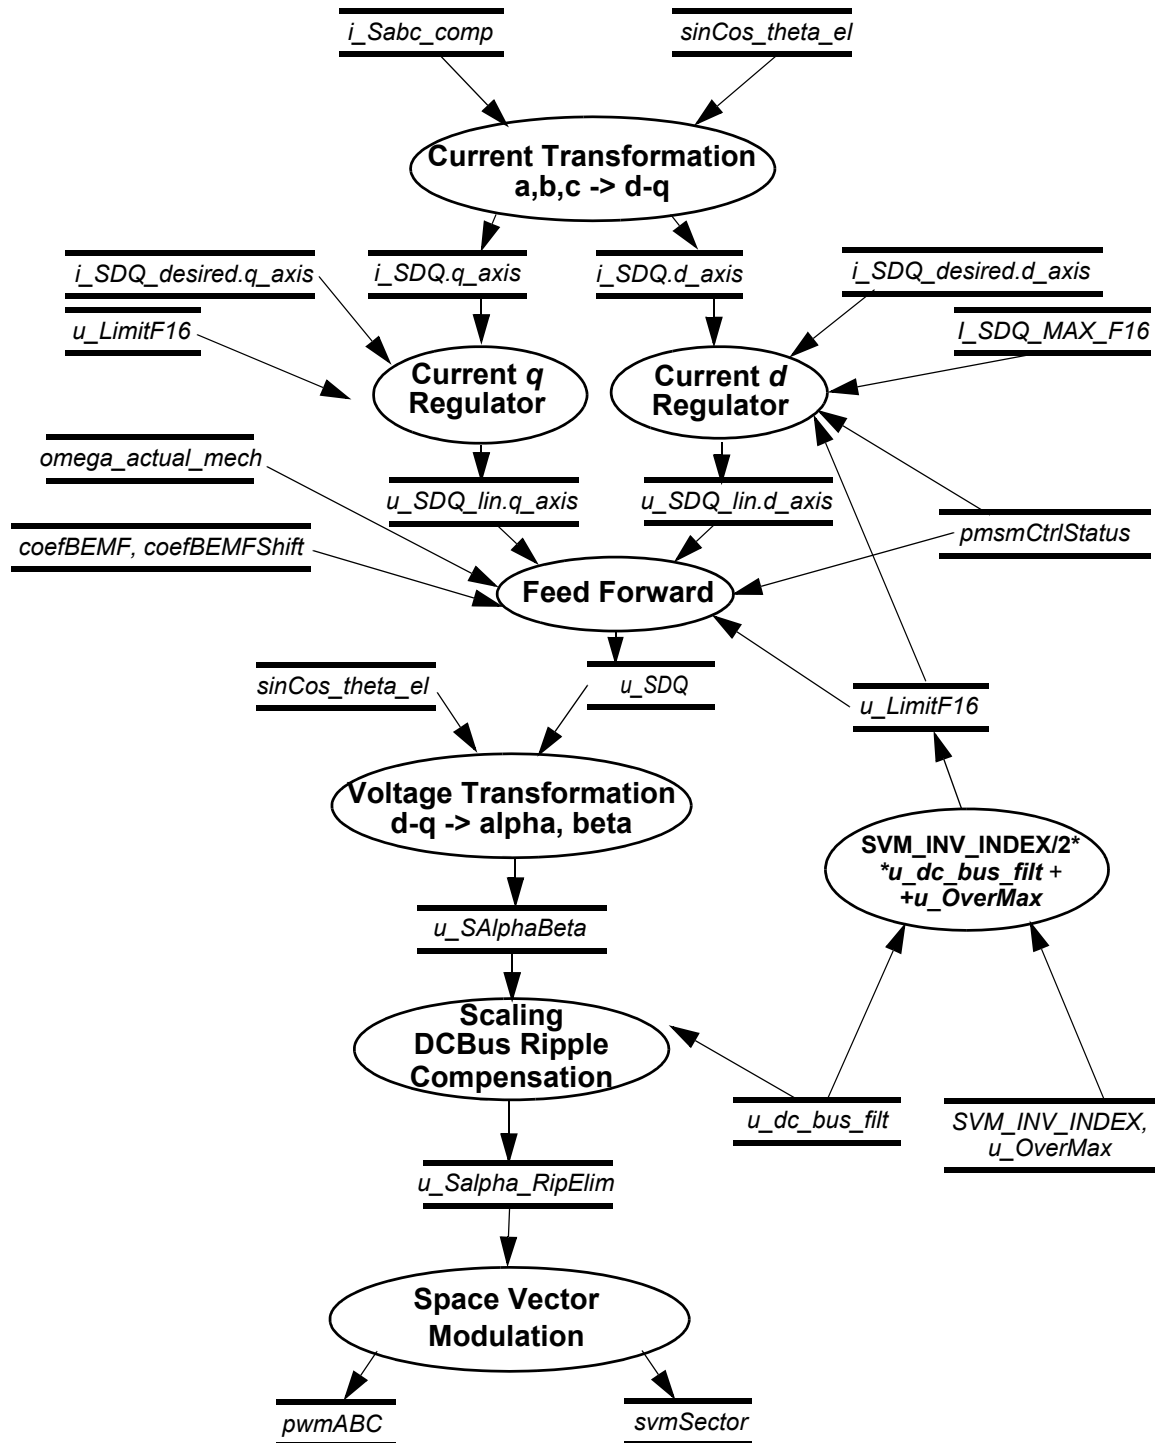 i_Sabc_comp
sinCos_theta_el
Current Transformation
a,b,c -> d-q
i_SDQ_desired.q_axis
i_SDQ.q_axis
i_SDQ.d_axis
i_SDQ_desired.d_axis
u_LimitF16
I_SDQ_MAX_F16
Current q
Regulator
Current d
Regulator
omega_actual_mech
u_SDQ_lin.q_axis
u_SDQ_lin.d_axis
coefBEMF, coefBEMFShift
pmsmCtrlStatus
Feed Forward
sinCos_theta_el
u_SDQ
u_LimitF16
Voltage Transformation
d-q -> alpha, beta
SVM_INV_INDEX/2*
*u_dc_bus_filt +
+u_OverMax
u_SAlphaBeta
Scaling
DCBus Ripple
Compensation
u_dc_bus_filt
SVM_INV_INDEX,
u_OverMax
u_Salpha_RipElim
Space Vector
Modulation
pwmABC
svmSector